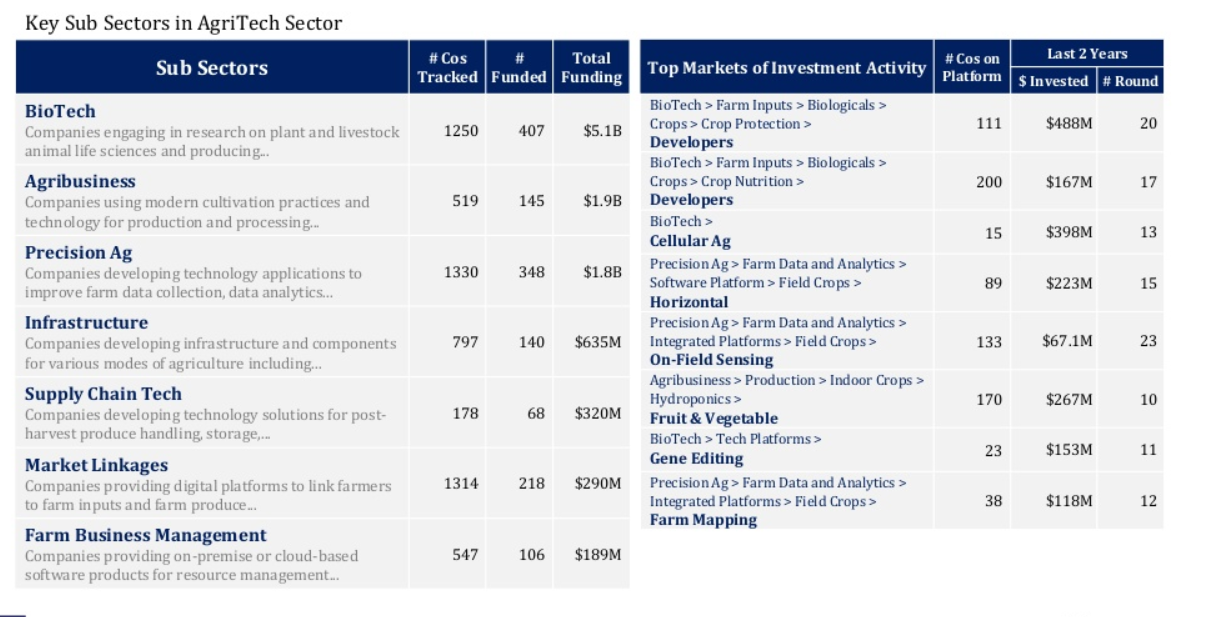 Key Sub Sectors in AgriTech Sector
Sub Sectors
# Cos Tracked
# Funded
Total Funding
BioTech
Companies engaging in research on plant and livestock
animal life sciences and producing...
1250 407 $5.1B
Agribusiness
Companies using modern cultivation practices and
technology for production and processing...
519 145 $1.9B
Precision Ag
Companies developing technology applications to
improve farm data collection, data analytics...
1330 348 $1.8B
Infrastructure
Companies developing infrastructure and components
for various modes of agriculture including...
797 140 $635M
Supply Chain Tech
Companies developing technology solutions for post-
harvest produce handling, storage,...
178 68 $320M
Market Linkages
Companies providing digital platforms to link farmers
to farm inputs and farm produce...
1314 218 $290M
Farm Business Management
Companies providing on-premise or cloud-based
software products for resource management...
547 106 $189M
Top Markets of Investment Activity
# Cos on
Platform
Last 2 Years
$ Invested # Round
BioTech > Farm Inputs > Biologicals >
Crops > Crop Protection >
Developers
111 $488M 20
BioTech > Farm Inputs > Biologicals >
Crops > Crop Nutrition >
Developers
200 $167M 17
BioTech >
Cellular Ag
15 $398M 13
Precision Ag > Farm Data and Analytics >
Software Platform > Field Crops >
Horizontal
89 $223M 15
Precision Ag > Farm Data and Analytics >
Integrated Platforms > Field Crops >
On-Field Sensing
133 $67.1M 23
Agribusiness > Production > Indoor Crops >
Hydroponics >
Fruit & Vegetable
170 $267M 10
BioTech > Tech Platforms >
Gene Editing
23 $153M 11
Precision Ag > Farm Data and Analytics >
Integrated Platforms > Field Crops >
Farm Mapping
38 $118M 12